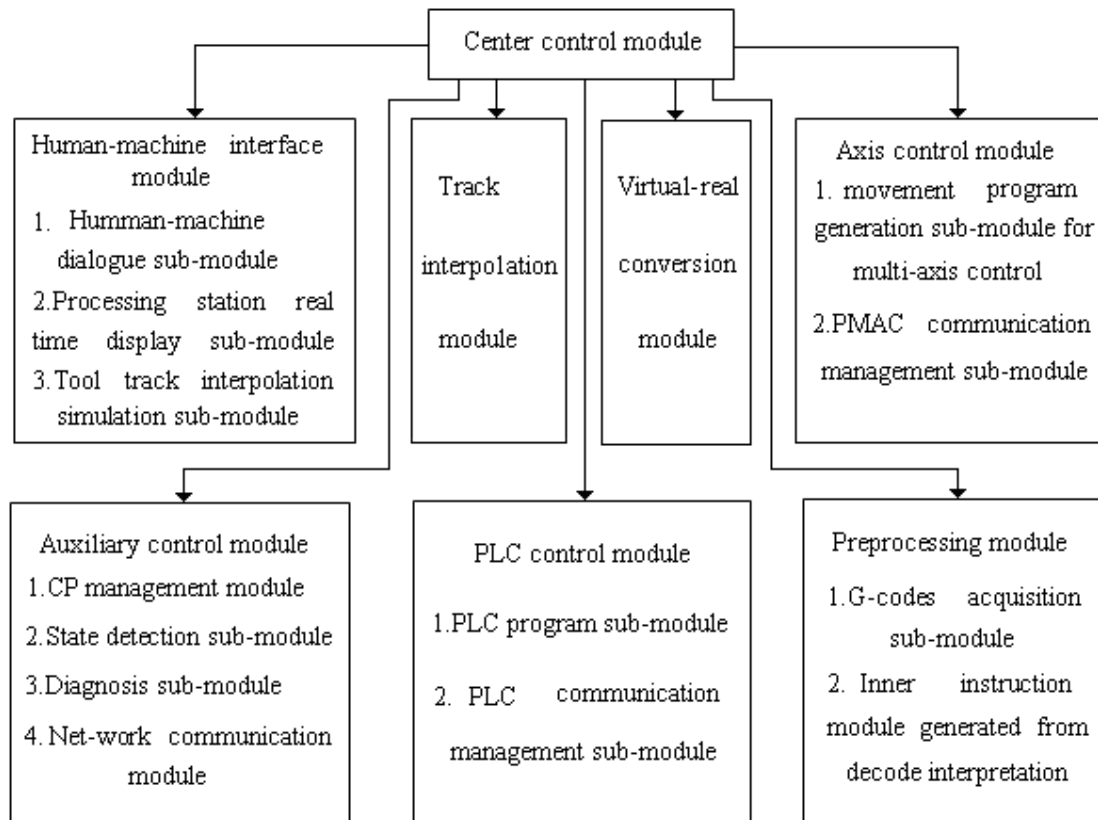 Center control module
Human-machine interface
module
1. Humman-machine
dialogue sub-module
2.Processing station real
time display sub-module
3.Tool track interpolation
simulation sub-module
Track
interpolation
module
Virtual-real
conversion
module
Axis control module
1. movement program
generation sub-module for
multi-axis control
2.PMAC communication
management sub-module
Auxiliary control module
1.CP management module
2.State detection sub-module
3.Diagnosis sub-module
4.Net-work communication
module
PLC control module
1.PLC program sub-module
2. PLC communication
management sub-module
Preprocessing module
1.G-codes acquisition
sub-module
2. Inner instruction
module generated from
decode interpretation